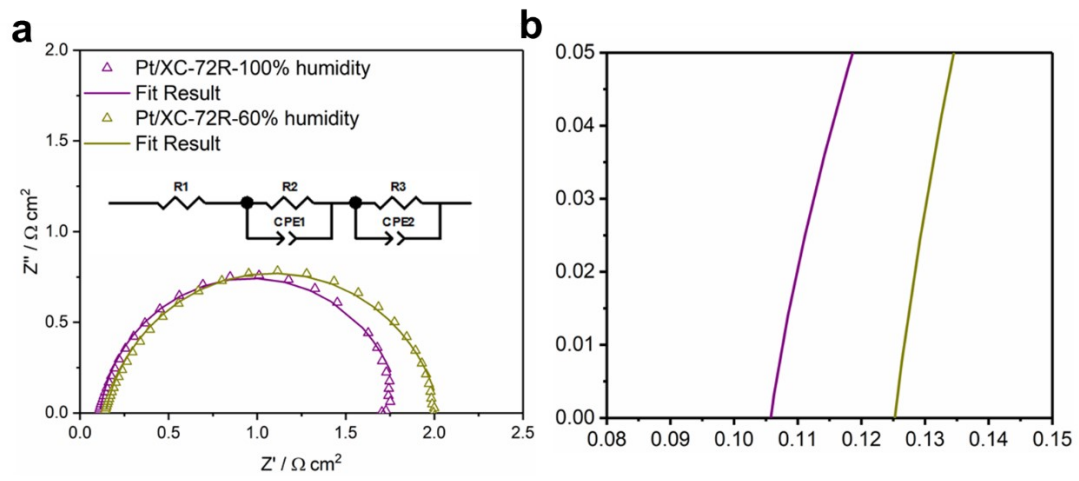 a
b
2.0
1.5
1.0
0.5
0.0
Z'' / Ω cm²
Pt/XC-72R-100% humidity
Fit Result
Pt/XC-72R-60% humidity
Fit Result
R1
R2
R3
CPE1
CPE2
0.0 0.5 1.0 1.5 2.0 2.5
Z' / Ω cm²
0.05
0.04
0.03
0.02
0.01
0.00
0.08 0.09 0.10 0.11 0.12 0.13 0.14 0.15